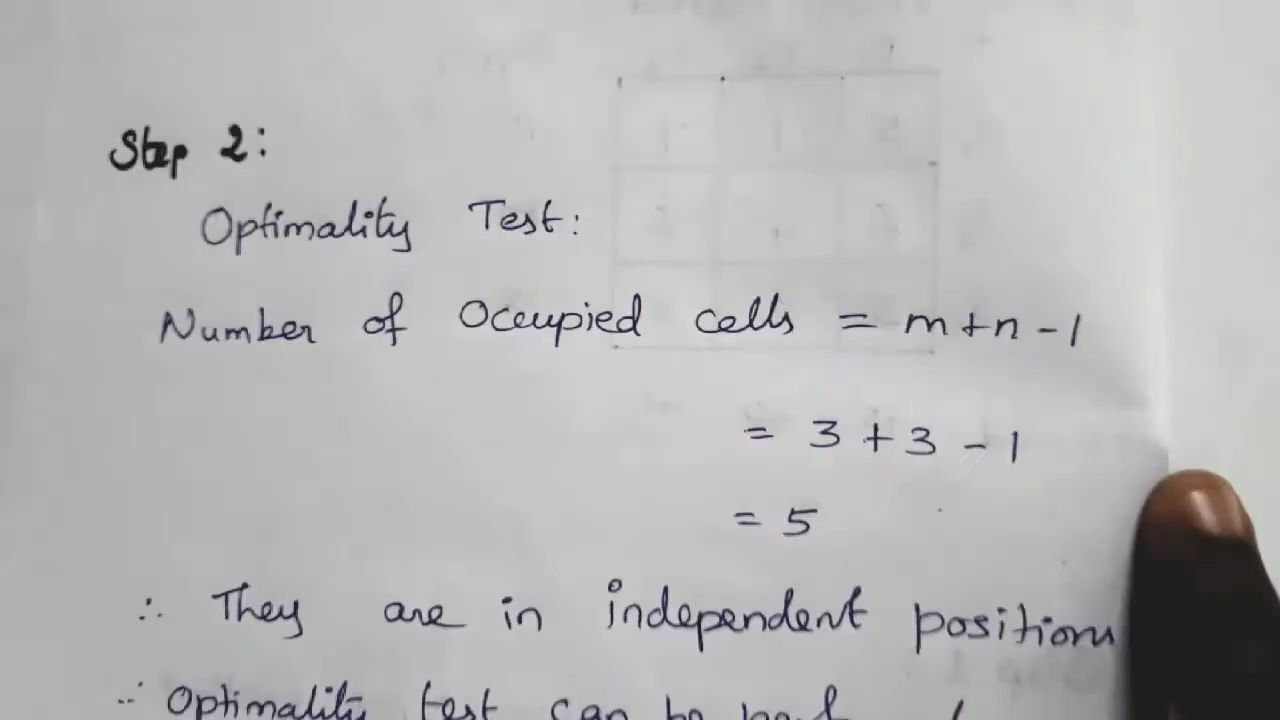 Step 2:
Optimality Test:
Number of Occupied cells = m+n-1
= 3+3-1
= 5
∴ They are in independent positions
∴ Optimality test can be